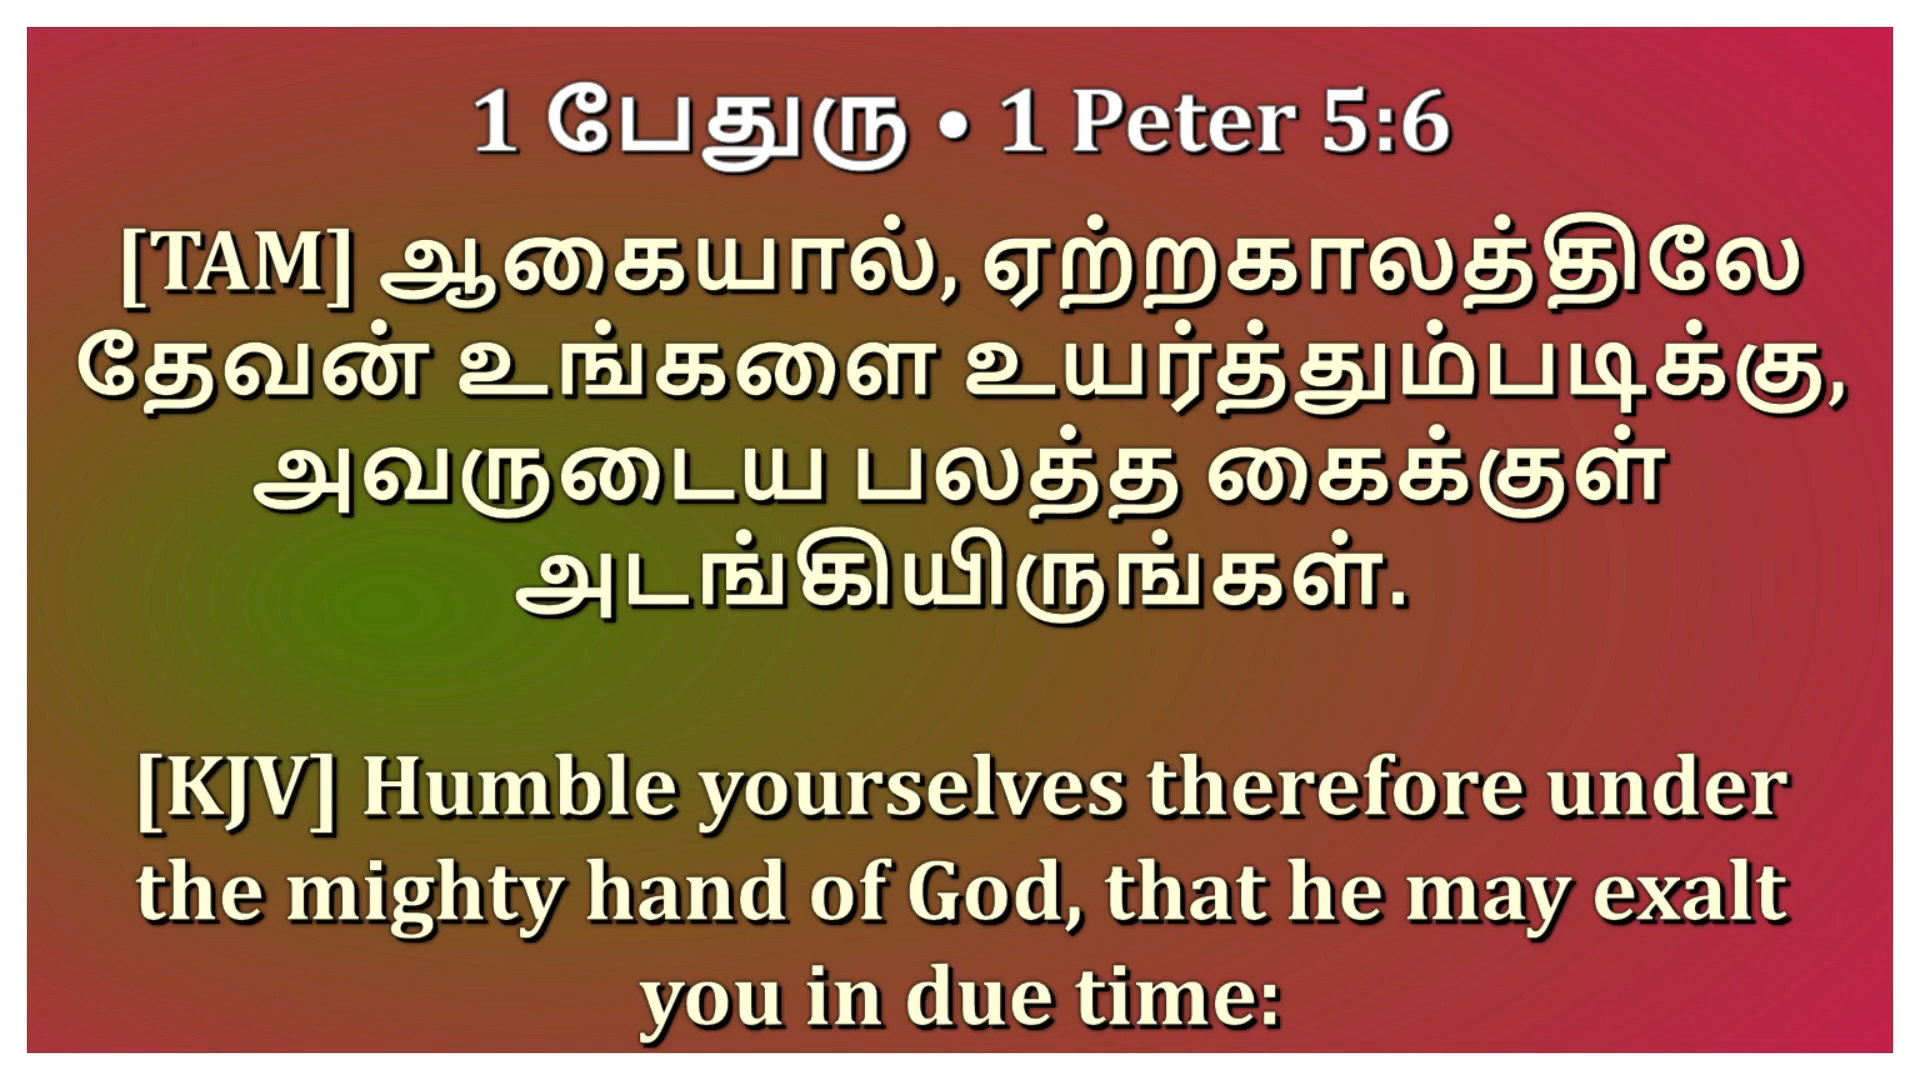 1 பேதுரு • 1 Peter 5:6
[TAM] ஆகையால், ஏற்றகாலத்திலே
தேவன் உங்களை உயர்த்தும்படிக்கு,
அவருடைய பலத்த கைக்குள்
அடங்கியிருங்கள்.
[KJV] Humble yourselves therefore under
the mighty hand of God, that he may exalt
you in due time: